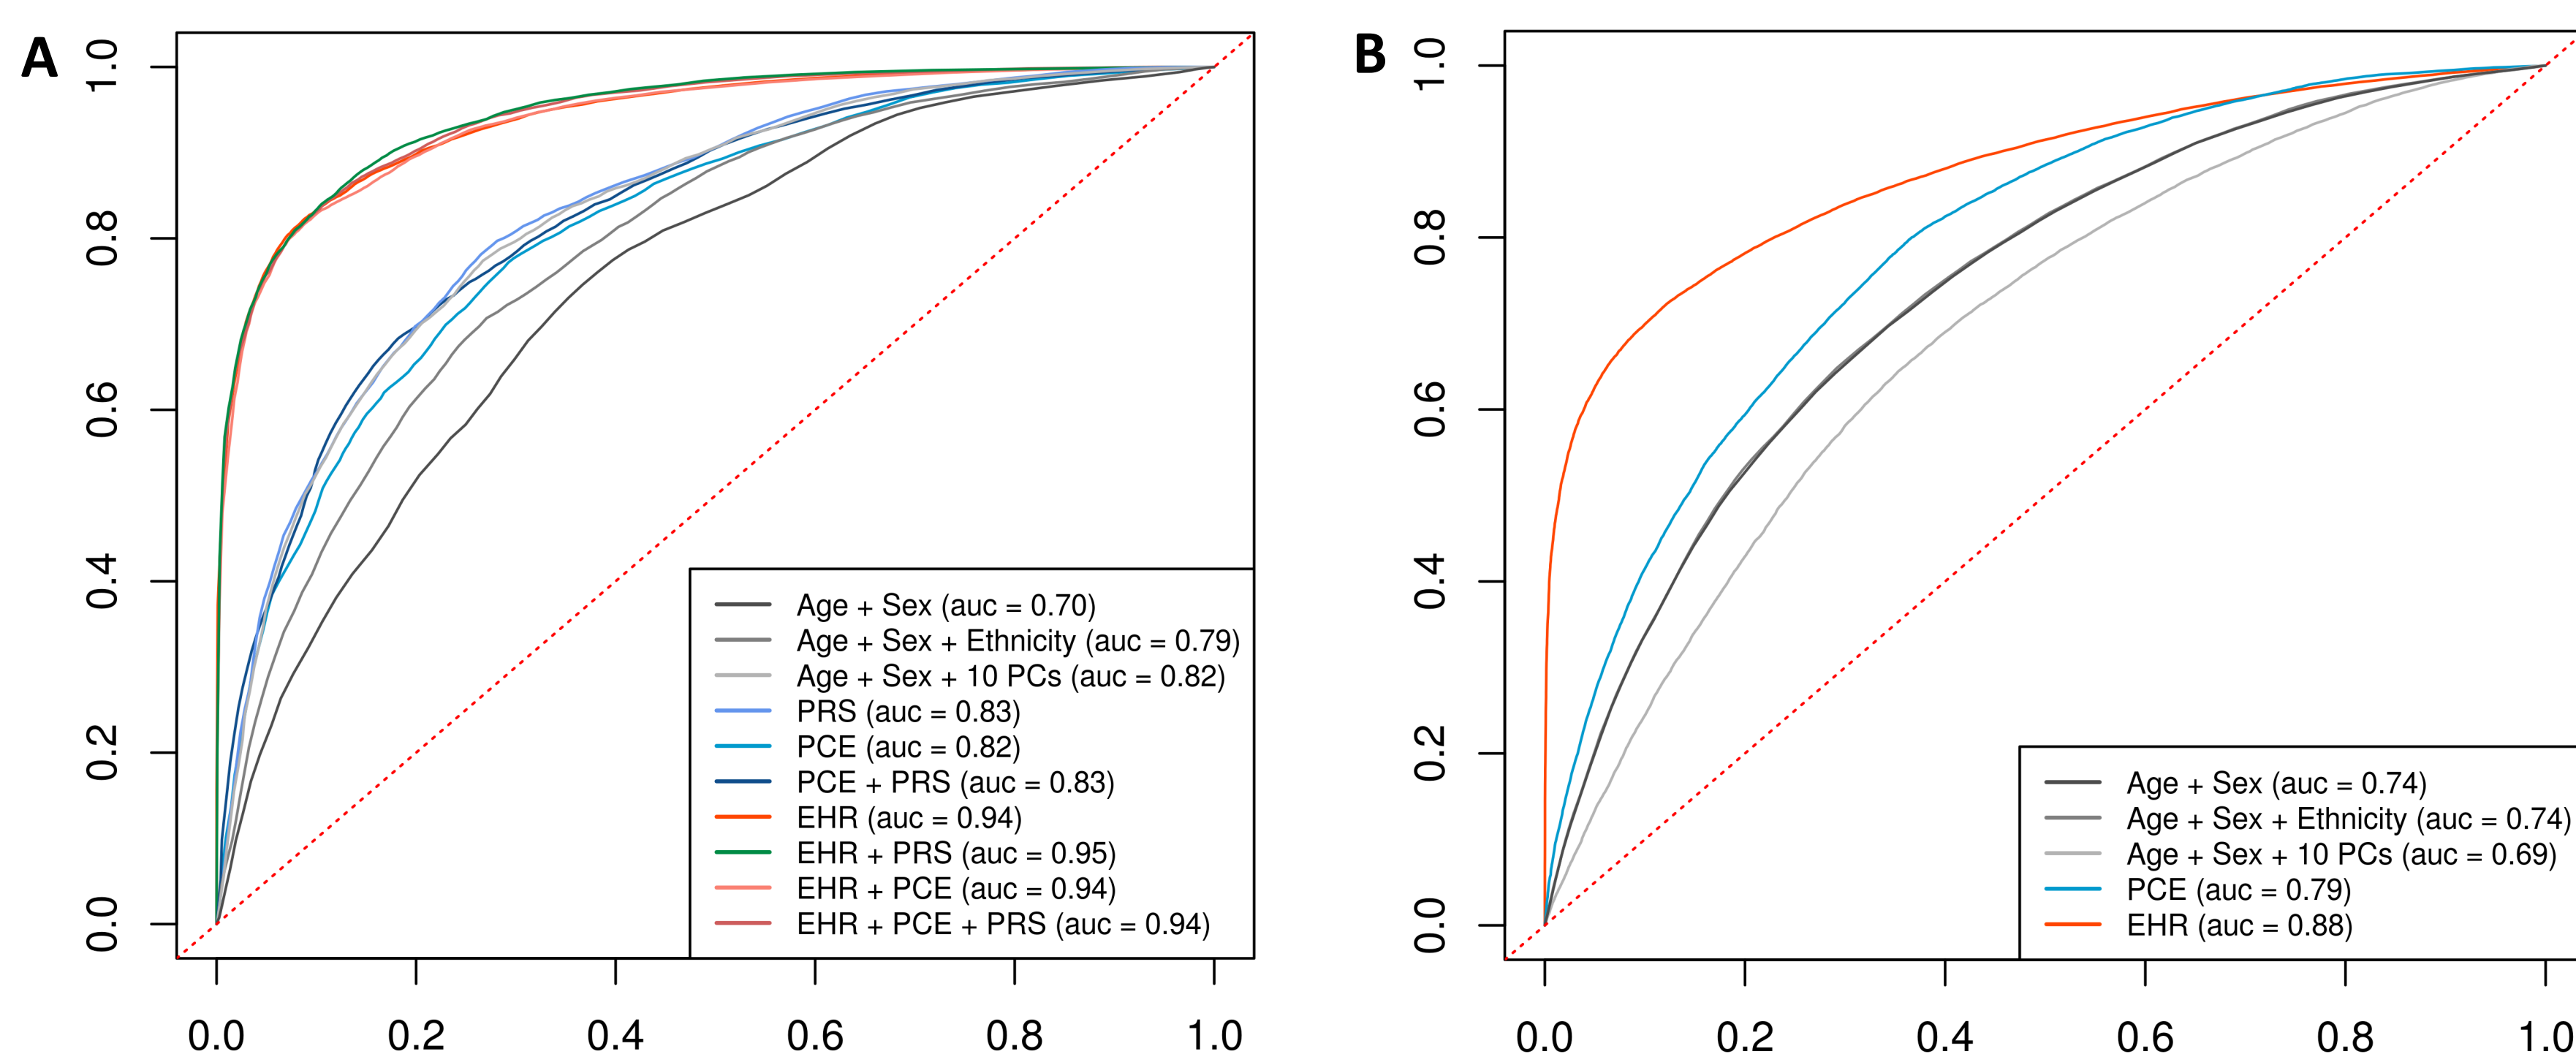 A
1.0
0.8
0.6
0.4
0.2
0.0
Age + Sex (auc = 0.70)
Age + Sex + Ethnicity (auc = 0.79)
Age + Sex + 10 PCs (auc = 0.82)
PRS (auc = 0.83)
PCE (auc = 0.82)
PCE + PRS (auc = 0.83)
EHR (auc = 0.94)
EHR + PRS (auc = 0.95)
EHR + PCE (auc = 0.94)
EHR + PCE + PRS (auc = 0.94)
0.0 0.2 0.4 0.6 0.8 1.0
B
1.0
0.8
0.6
0.4
0.2
0.0
Age + Sex (auc = 0.74)
Age + Sex + Ethnicity (auc = 0.74)
Age + Sex + 10 PCs (auc = 0.69)
PCE (auc = 0.79)
EHR (auc = 0.88)
0.0 0.2 0.4 0.6 0.8 1.0